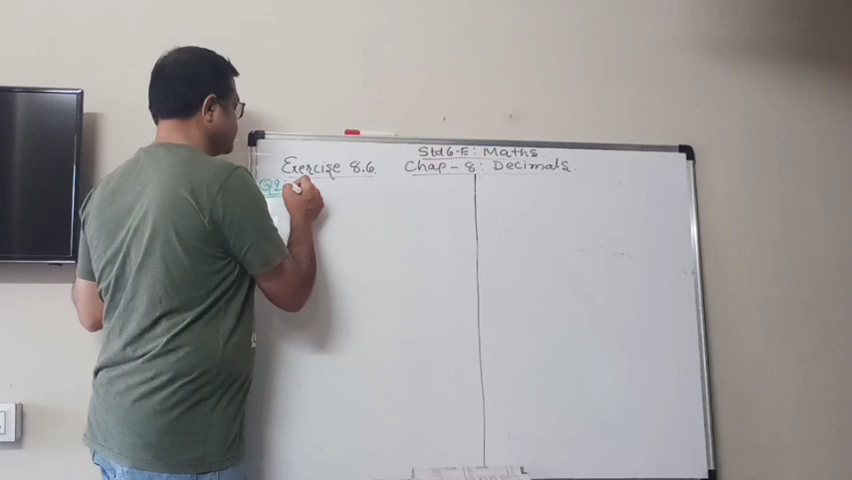 Std 6-E: Maths
Exercise 8.6. Chap - 8: Decimals.